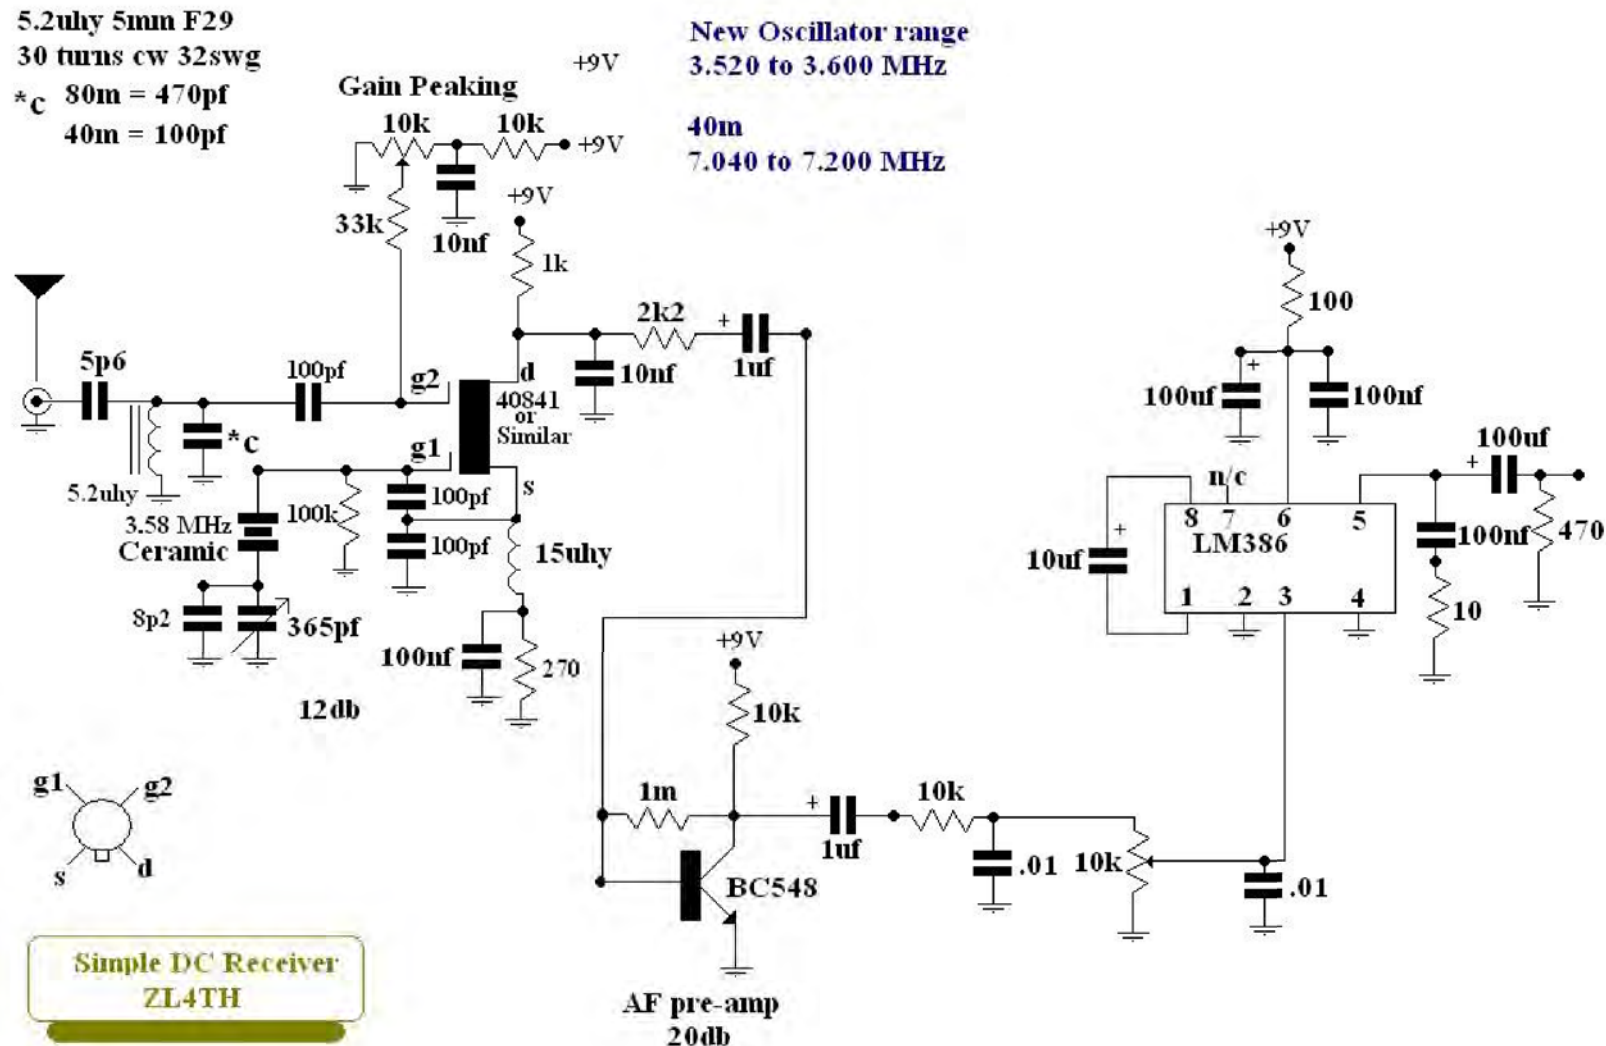 5.2uhy 5mm F29
30 turns cw 32swg
*c 80m = 470pf
40m = 100pf
New Oscillator range
3.520 to 3.600 MHz
40m
7.040 to 7.200 MHz
+9V
Gain Peaking
10k
10k
+9V
33k
10nf
+9V
1k
2k2
+
1uf
10nf
5p6
100pf
g2
d
40841
or
Similar
g1
s
*c
5.2uhy
3.58 MHz
Ceramic
100k
100pf
100pf
15uhy
8p2
365pf
100nf
270
12db
+9V
100
+
100uf
100nf
n/c
8 7 6 5
LM386
1 2 3 4
+
10uf
+
100uf
100nf
470
10
+9V
10k
1m
+
1uf
10k
.01
10k
.01
BC548
AF pre-amp
20db
g1
g2
s
d
Simple DC Receiver
ZL4TH